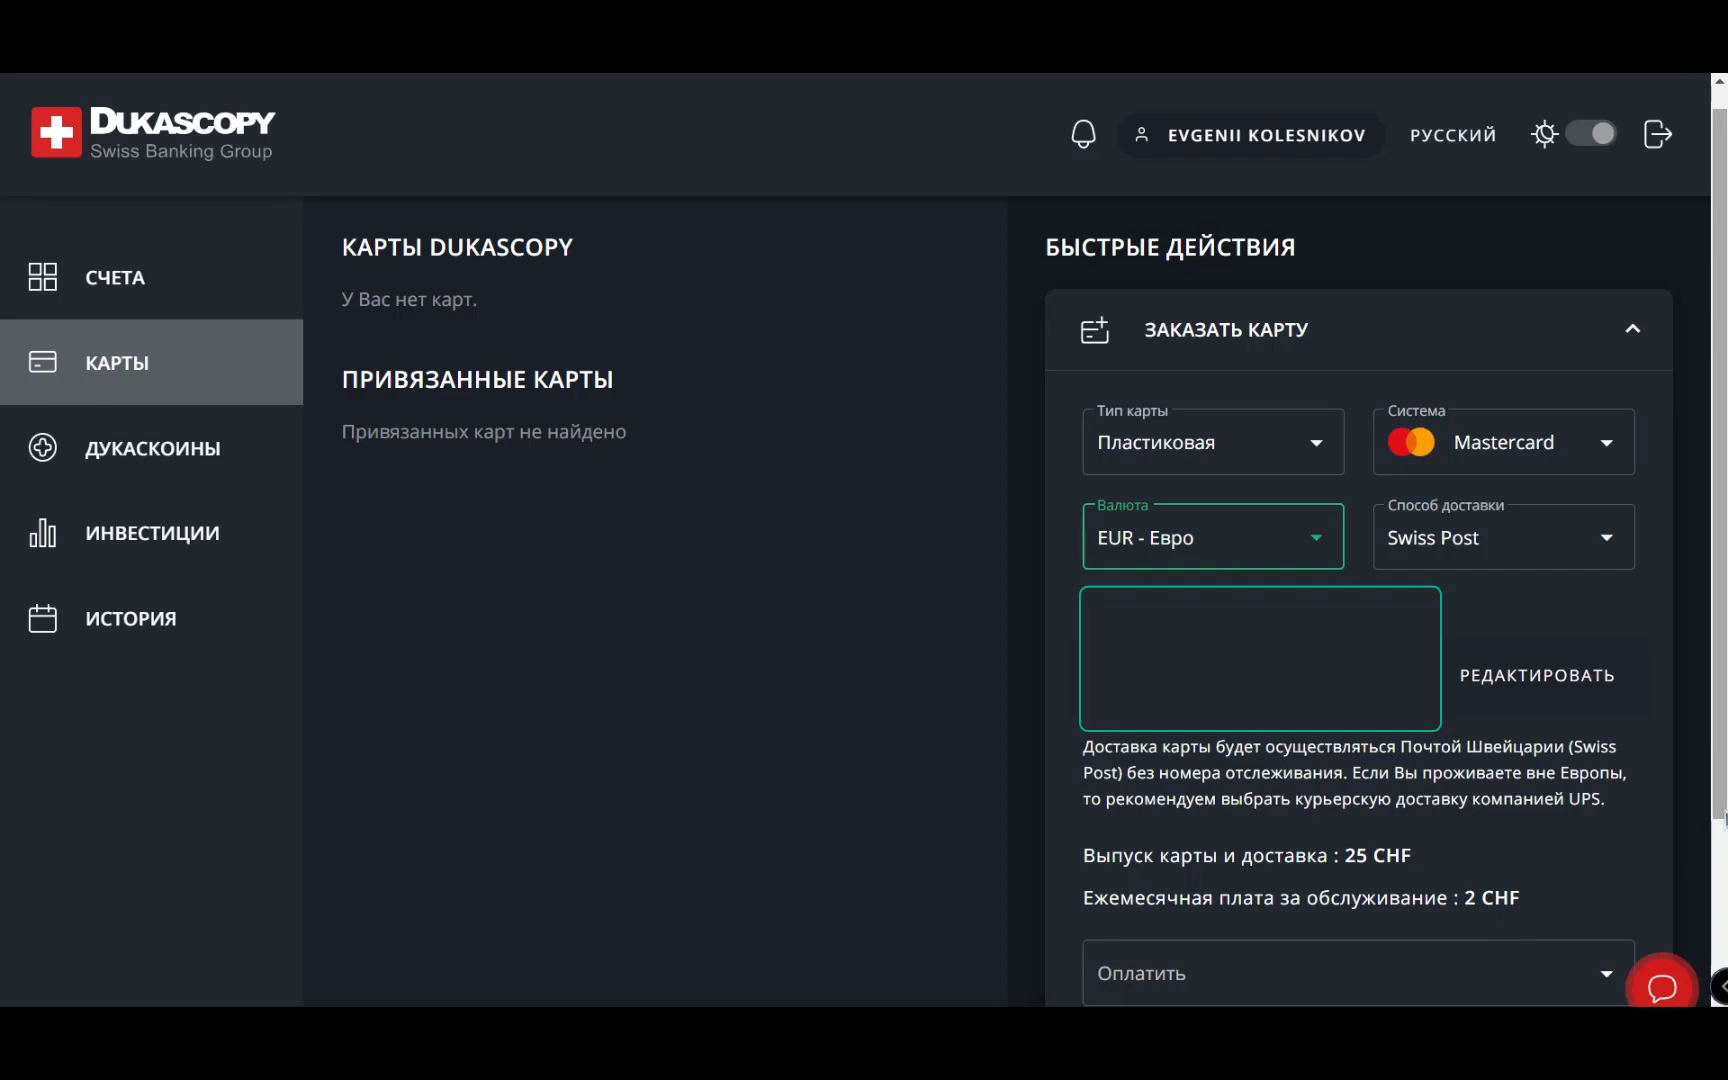 DUKASCOPY
Swiss Banking Group
EVGENII KOLESNIKOV
РУССКИЙ
СЧЕТА
КАРТЫ
ДУКАСКОИНЫ
ИНВЕСТИЦИИ
ИСТОРИЯ
КАРТЫ DUKASCOPY
У Вас нет карт.
ПРИВЯЗАННЫЕ КАРТЫ
Привязанных карт не найдено
БЫСТРЫЕ ДЕЙСТВИЯ
ЗАКАЗАТЬ КАРТУ
Тип карты
Пластиковая
Система
Mastercard
Валюта
EUR - Евро
Способ доставки
Swiss Post
РЕДАКТИРОВАТЬ
Доставка карты будет осуществляться Почтой Швейцарии (Swiss
Post) без номера отслеживания. Если Вы проживаете вне Европы,
то рекомендуем выбрать курьерскую доставку компанией UPS.
Выпуск карты и доставка : 25 CHF
Ежемесячная плата за обслуживание : 2 CHF
Оплатить